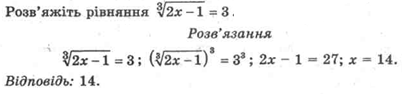 Розв'яжіть рівняння ∛(2x − 1) = 3.
Розв'язання
∛(2x − 1) = 3; (∛(2x − 1))³ = 3³; 2x − 1 = 27; x = 14.
Відповідь: 14.